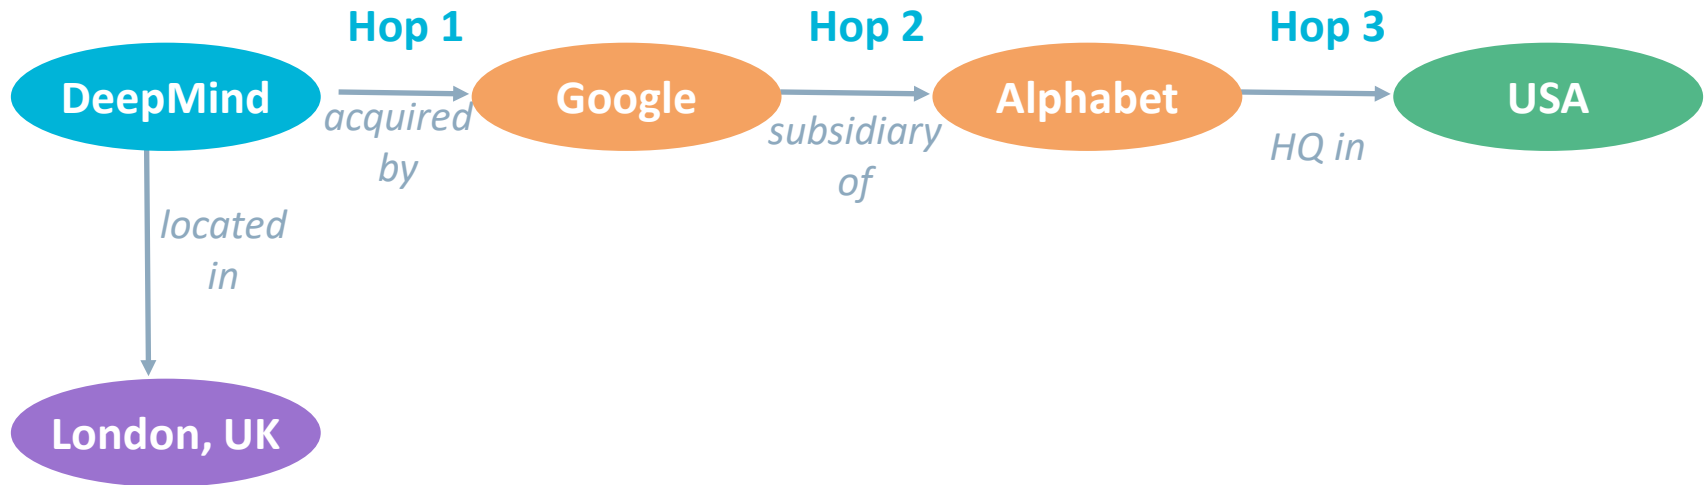 Hop 1
Hop 2
Hop 3
DeepMind
acquired
by
Google
subsidiary
of
Alphabet
HQ in
USA
located
in
London, UK